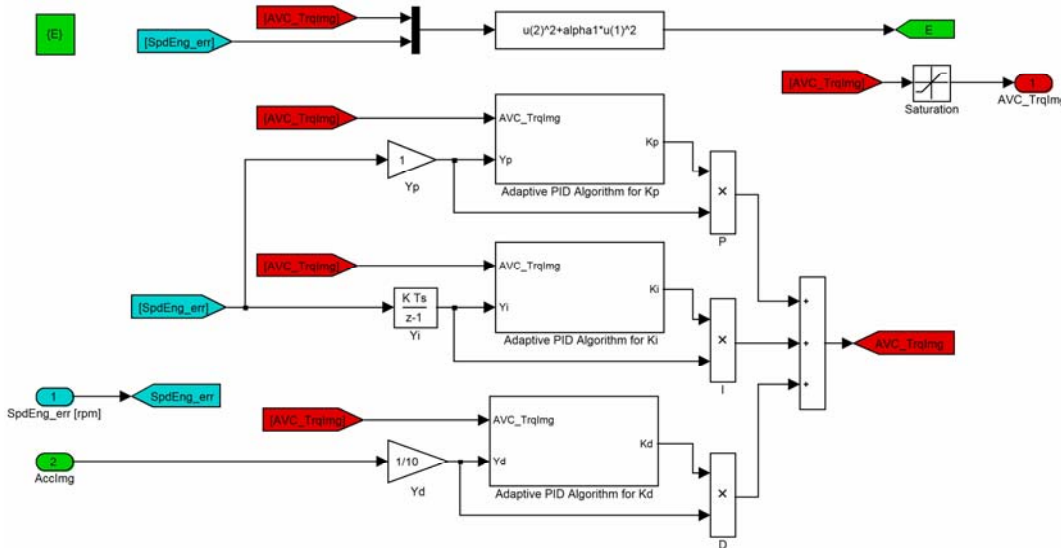 {E}
[AVC_TrqImg]
[SpdEng_err]
u(2)^2+alpha1*u(1)^2
E
[AVC_TrqImg]
Saturation
1
AVC_TrqImg
[AVC_TrqImg]
AVC_TrqImg
Kp
Yp
1
Yp
Adaptive PID Algorithm for Kp
×
P
[AVC_TrqImg]
AVC_TrqImg
Ki
[SpdEng_err]
K Ts
z-1
Yi
Yi
Adaptive PID Algorithm for Ki
×
I
+
+
+
AVC_TrqImg
1
SpdEng_err [rpm]
SpdEng_err
[AVC_TrqImg]
AVC_TrqImg
Kd
2
AccImg
1/10
Yd
Yd
Adaptive PID Algorithm for Kd
×
D